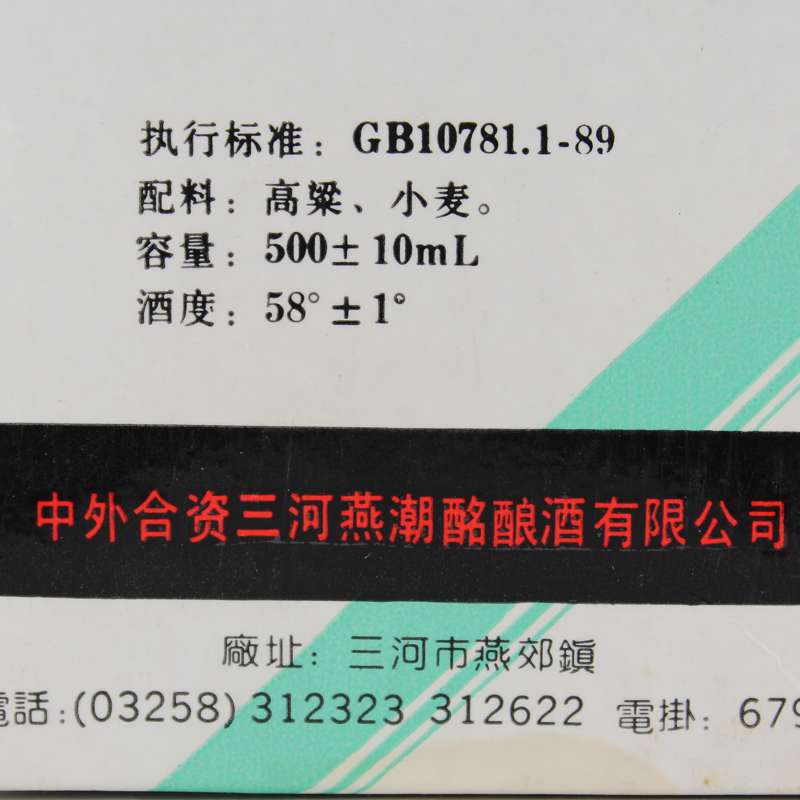 执行标准：GB10781.1-89
配料：高粱、小麦。
容量：500±10mL
酒度：58°±1°
中外合资三河燕潮酩酿酒有限公司
廠址：三河市燕郊鎮
電話:(03258)312323 312622 電掛：679